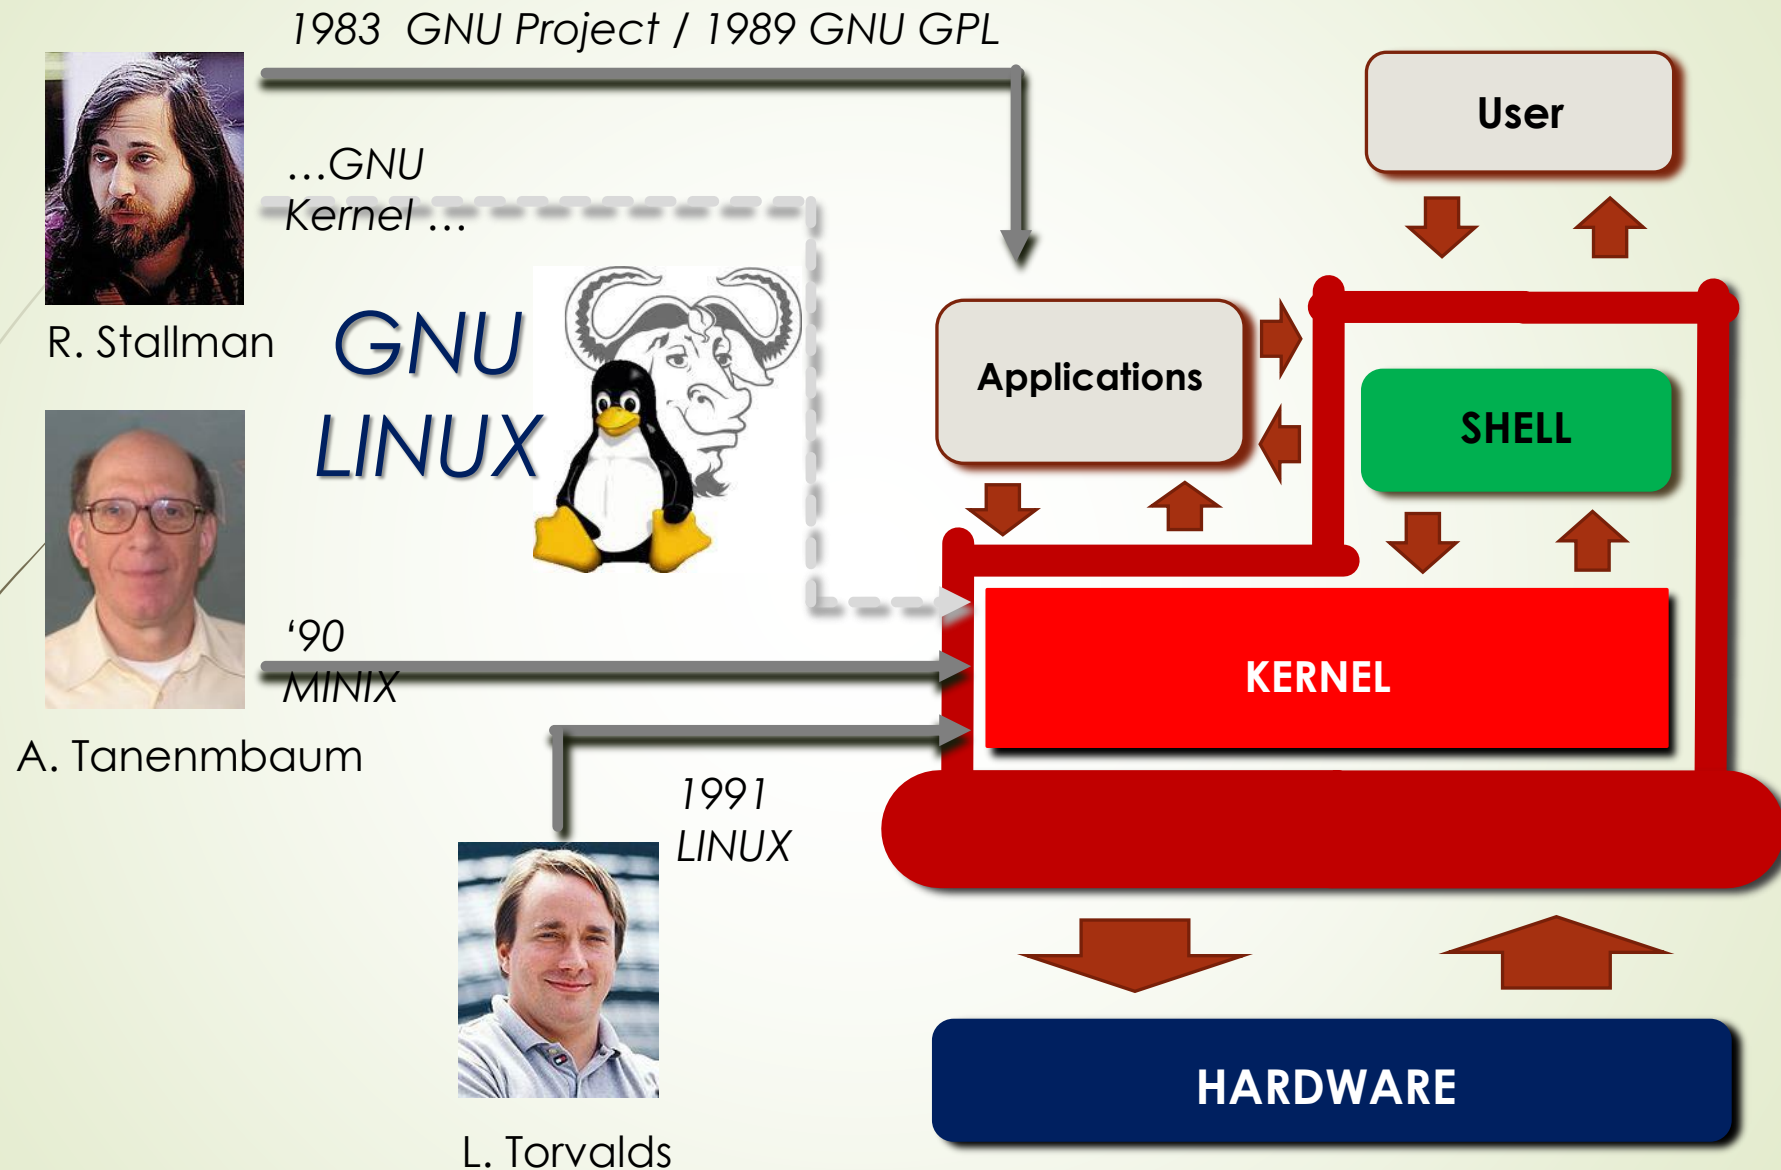 1983  GNU Project / 1989 GNU GPL
…GNU
Kernel …
R. Stallman
GNU
LINUX
‘90
MINIX
A. Tanenmbaum
1991
LINUX
L. Torvalds
User
Applications
SHELL
KERNEL
HARDWARE